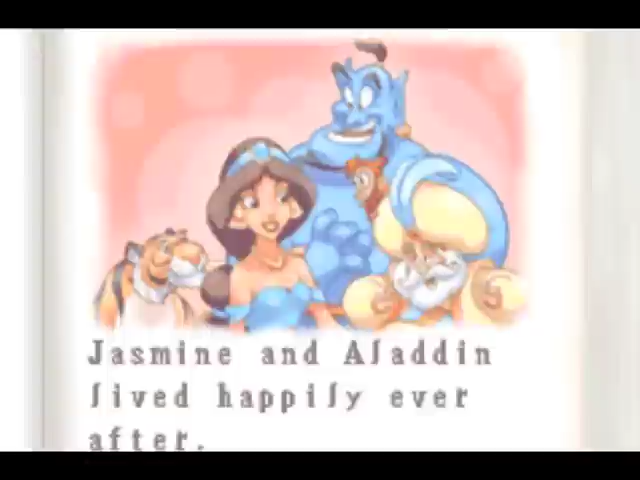 Jasmine and Aladdin
lived happily ever
after.